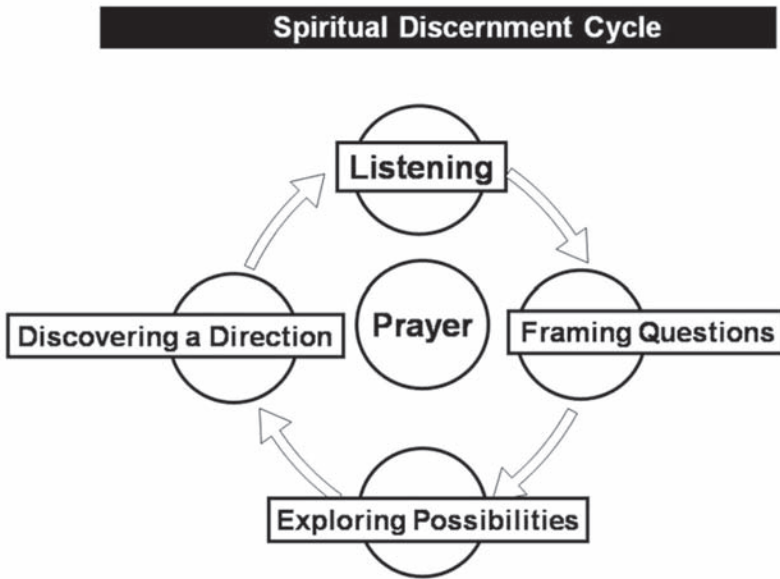 Spiritual Discernment Cycle
Listening
Prayer
Discovering a Direction
Framing Questions
Exploring Possibilities